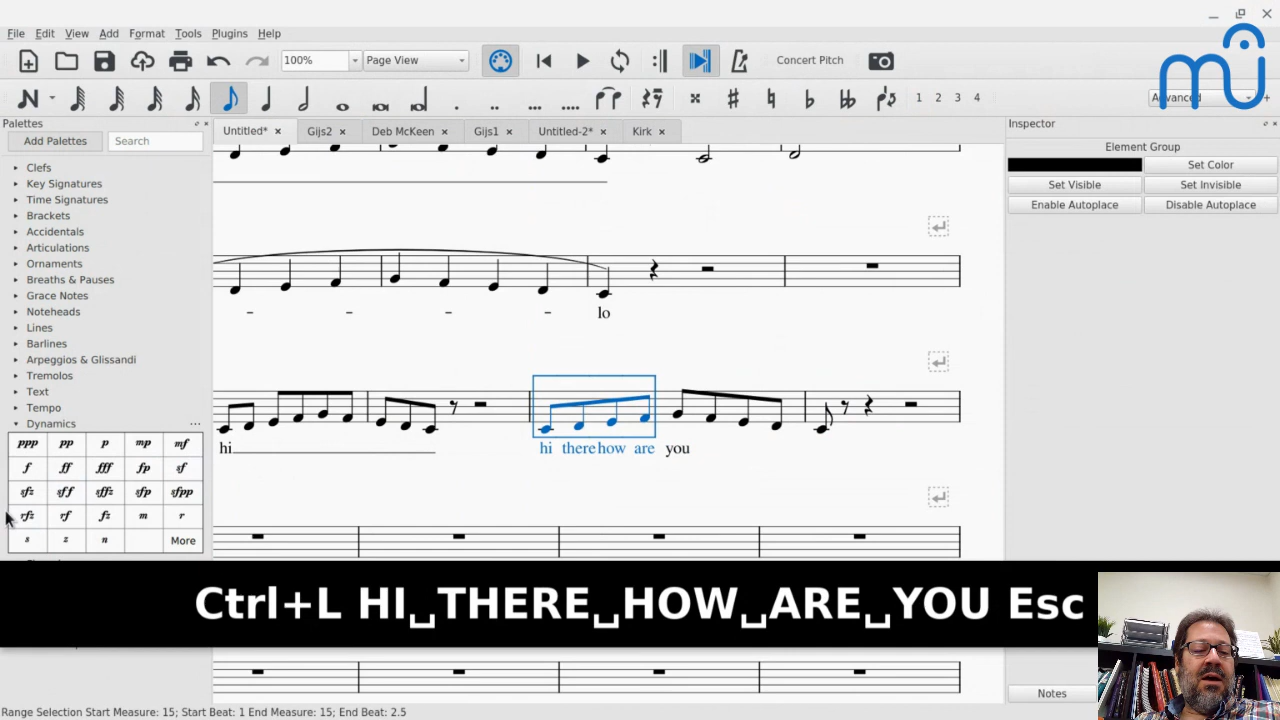 File Edit View Add Format Tools Plugins Help
100% Page View Concert Pitch
1 2 3 4 Advanced +
Palettes
Add Palettes Search
Untitled* × Gijs2 × Deb McKeen × Gijs1 × Untitled-2* × Kirk ×
Inspector
Element Group
Set Color
Set Visible Set Invisible
Enable Autoplace Disable Autoplace
Clefs
Key Signatures
Time Signatures
Brackets
Accidentals
Articulations
Ornaments
Breaths & Pauses
Grace Notes
Noteheads
Lines
Barlines
Arpeggios & Glissandi
Tremolos
Text
Tempo
Dynamics ...
ppp pp p mp mf
f ff fff fp sf
sfz sff sffz sfp sfpp
rfz rf fz m r
s z n More
- - - - lo
hi hi there how are you
Ctrl+L HI␣THERE␣HOW␣ARE␣YOU Esc
Notes
Range Selection Start Measure: 15; Start Beat: 1 End Measure: 15; End Beat: 2.5